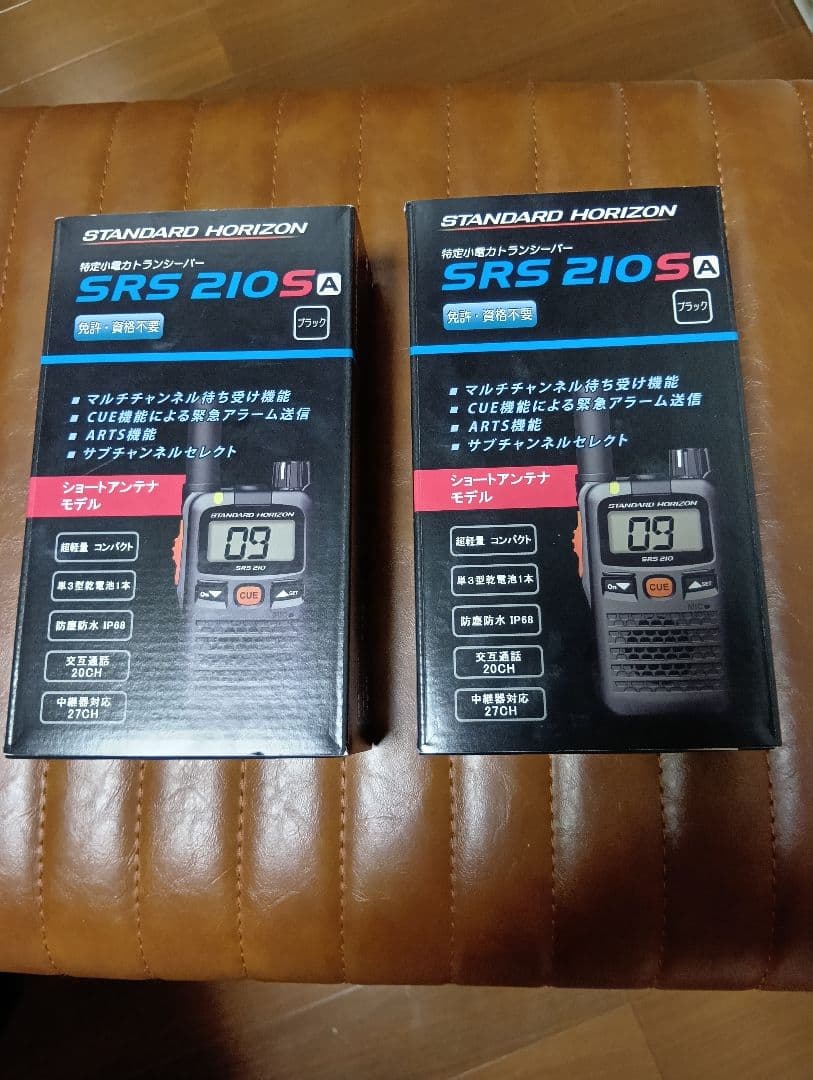 STANDARD HORIZON
特定小電力トランシーバー
SRS 210SA
免許・資格不要
ブラック
■ マルチチャンネル待ち受け機能
■ CUE機能による緊急アラーム送信
■ ARTS機能
■ サブチャンネルセレクト
ショートアンテナ
モデル
STANDARD HORIZON
09
SRS 210
On▼ CUE ▲SET
MIC
超軽量 コンパクト
単3型乾電池1本
防塵防水 IP68
交互通話
20CH
中継器対応
27CH
STANDARD HORIZON
特定小電力トランシーバー
SRS 210SA
免許・資格不要
ブラック
■ マルチチャンネル待ち受け機能
■ CUE機能による緊急アラーム送信
■ ARTS機能
■ サブチャンネルセレクト
ショートアンテナ
モデル
STANDARD HORIZON
09
SRS 210
On▼ CUE ▲SET
MIC
超軽量 コンパクト
単3型乾電池1本
防塵防水 IP68
交互通話
20CH
中継器対応
27CH